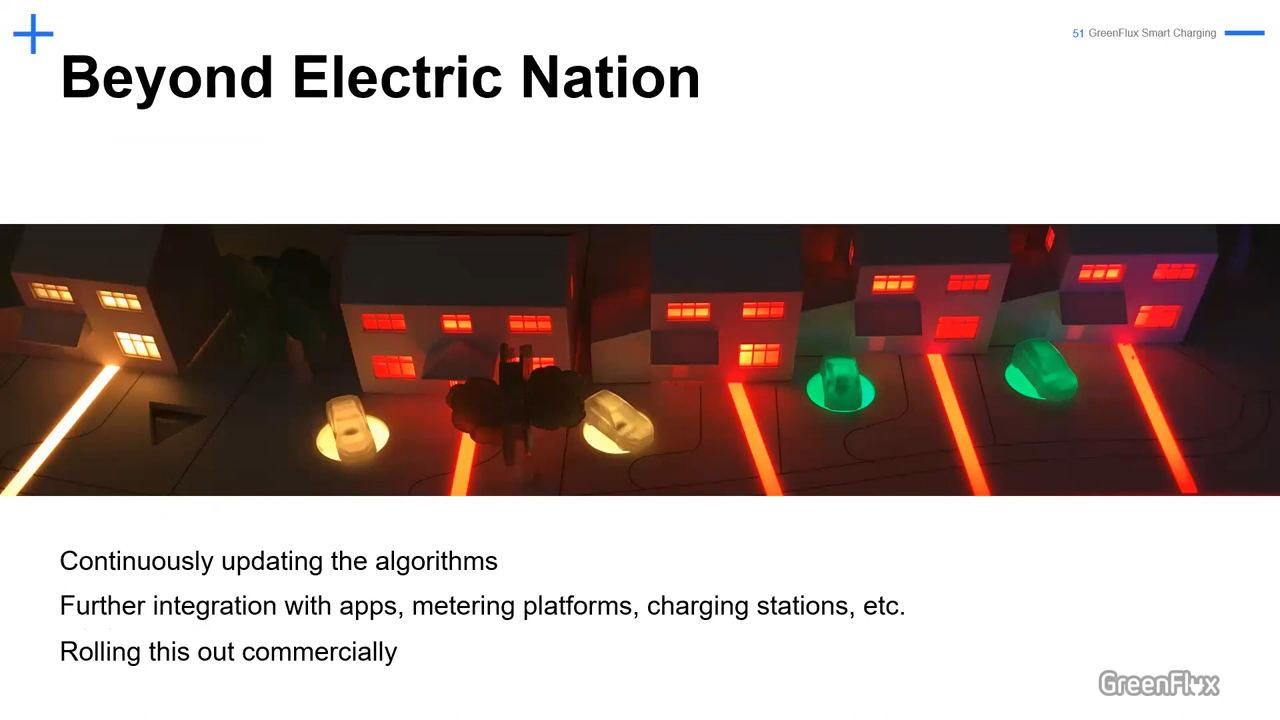 51 GreenFlux Smart Charging
Beyond Electric Nation
Continuously updating the algorithms
Further integration with apps, metering platforms, charging stations, etc.
Rolling this out commercially
GreenFlux